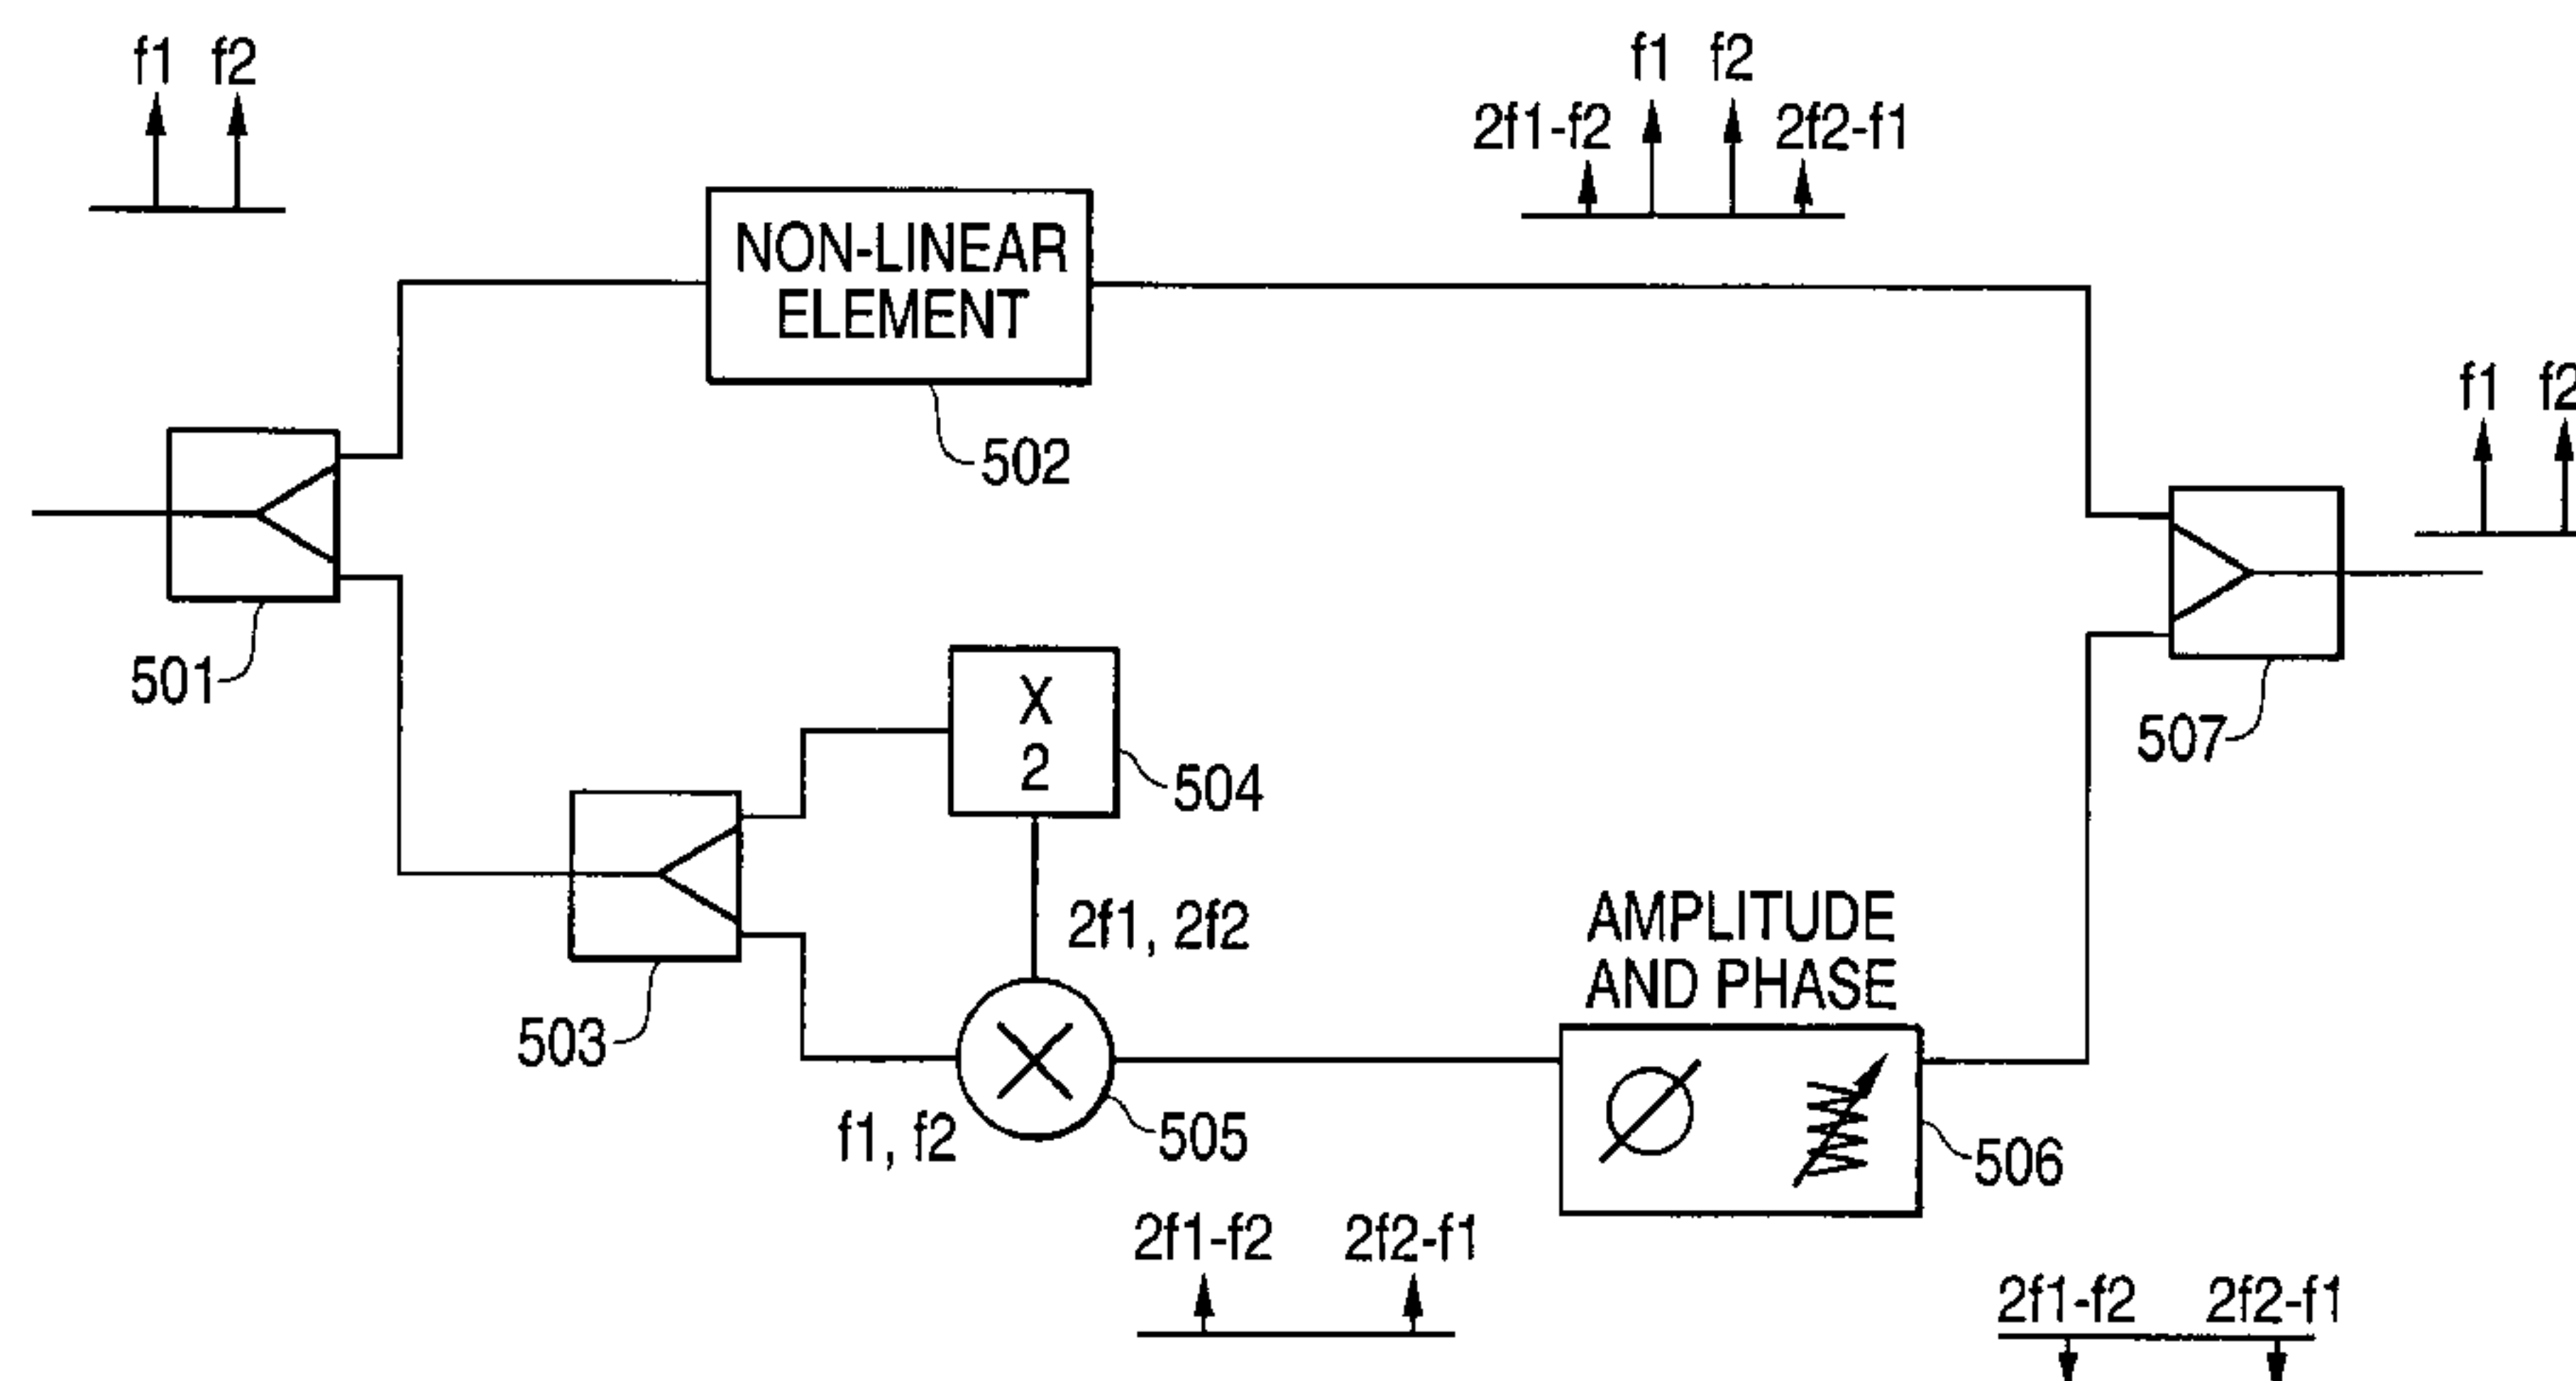 f1 f2
f1 f2
2f1-f2 2f2-f1
NON-LINEAR
ELEMENT
502
f1 f2
501
X
2
504
507
503
2f1, 2f2
AMPLITUDE
AND PHASE
f1, f2
505
506
2f1-f2 2f2-f1
2f1-f2 2f2-f1